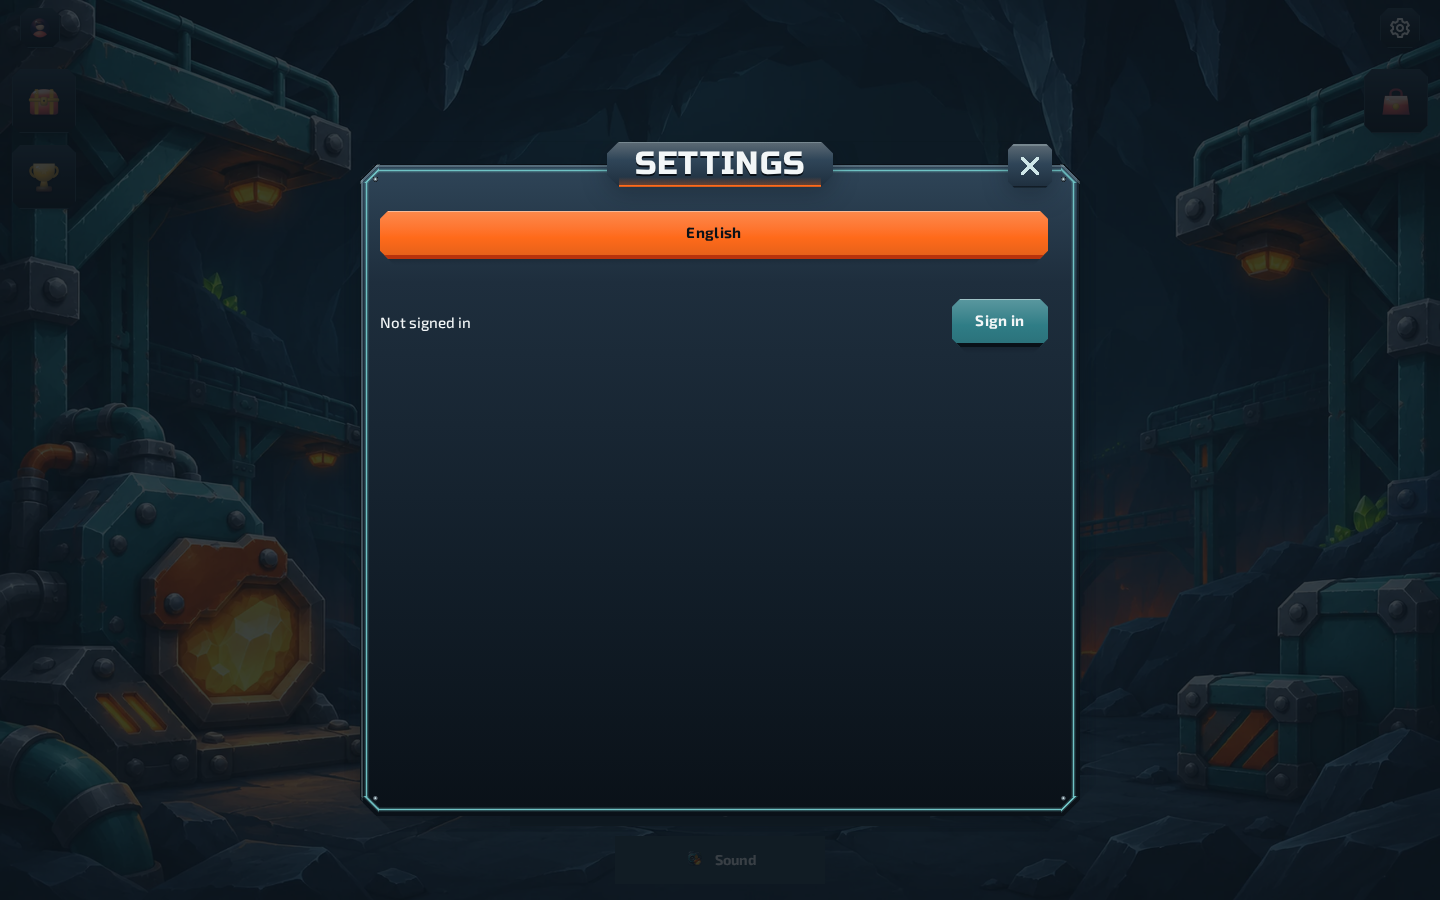 SETTINGS
English
Not signed in
Sign in
Sound